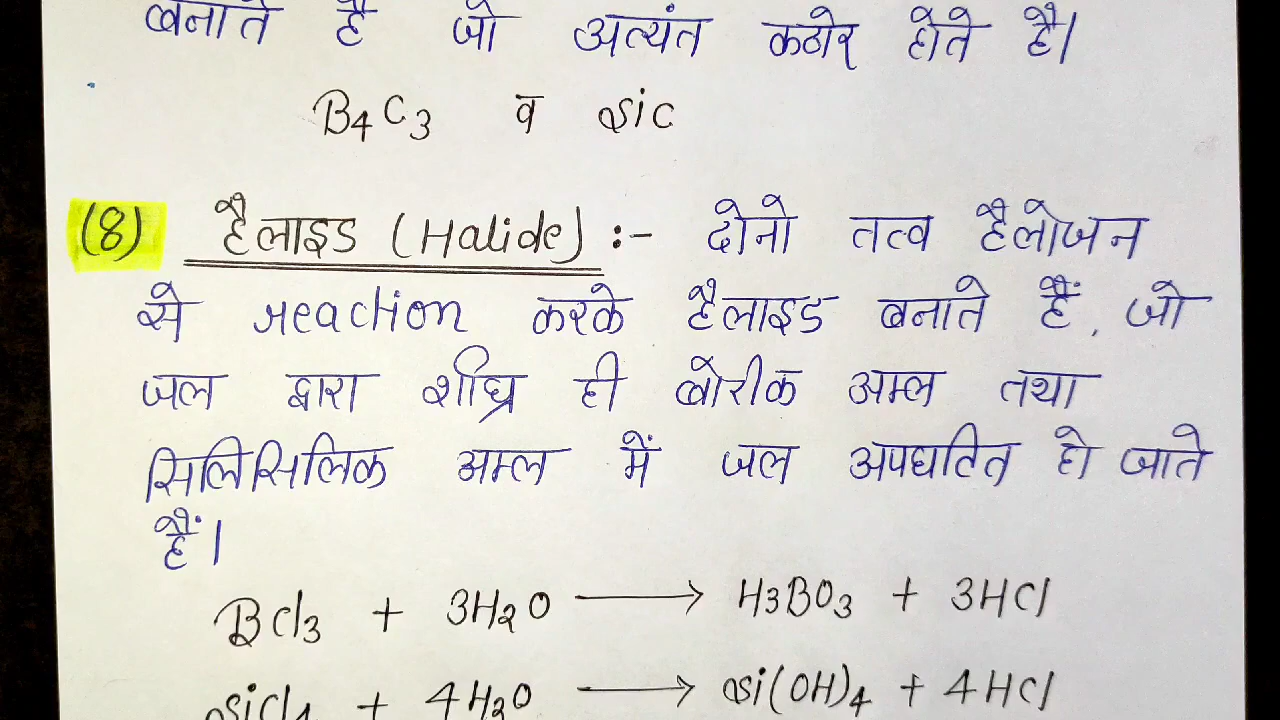 बनाते है जो अत्यंत कठोर होते है।
B4C3 व sic
(8) हैलाइड (Halide) :- दोनो तत्व हैलोजन
से reaction करके हैलाइड बनाते हैं, जो
जल द्वारा शीघ्र ही बोरीक अम्ल तथा
सिलिसिलिक अम्ल में जल अपघटित हो जाते
हैं।
BCl3 + 3H2O → H3BO3 + 3HCl
siCl4 + 4H2O → si(OH)4 + 4HCl